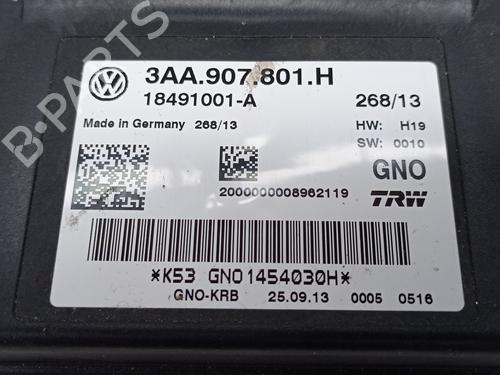 3AA.907.801.H
18491001-A 268/13
Made in Germany 268/13 HW: H19
SW: 0010
GNO
2000000008962119 TRW
*K53 GNO1454030H*
GNO-KRB 25.09.13 0005 0516
B-PARTS